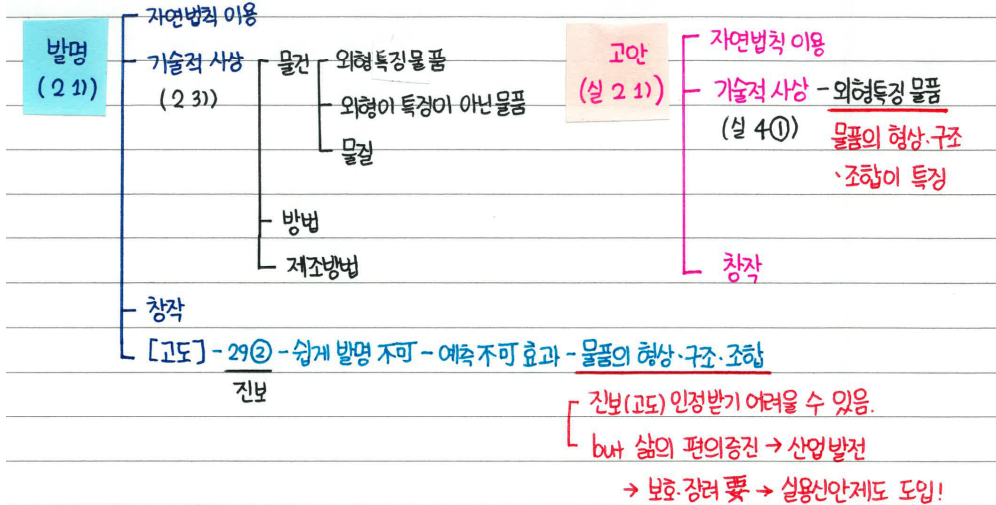 발명
(2 1))
자연법칙 이용
기술적 사상
(2 3))
물건
외형특징물품
외형이 특징이 아닌 물품
물질
방법
제조방법
창작
[고도] - 29② - 쉽게 발명 不可 - 예측不可 효과 - 물품의 형상·구조·조합
진보
진보(고도) 인정받기 어려울 수 있음.
but 삶의 편의증진 → 산업발전
→ 보호·장려 要 → 실용신안제도 도입!
고안
(실 2 1))
자연법칙 이용
기술적 사상 - 외형특징 물품
(실 4①)
물품의 형상·구조
·조합이 특징
창작